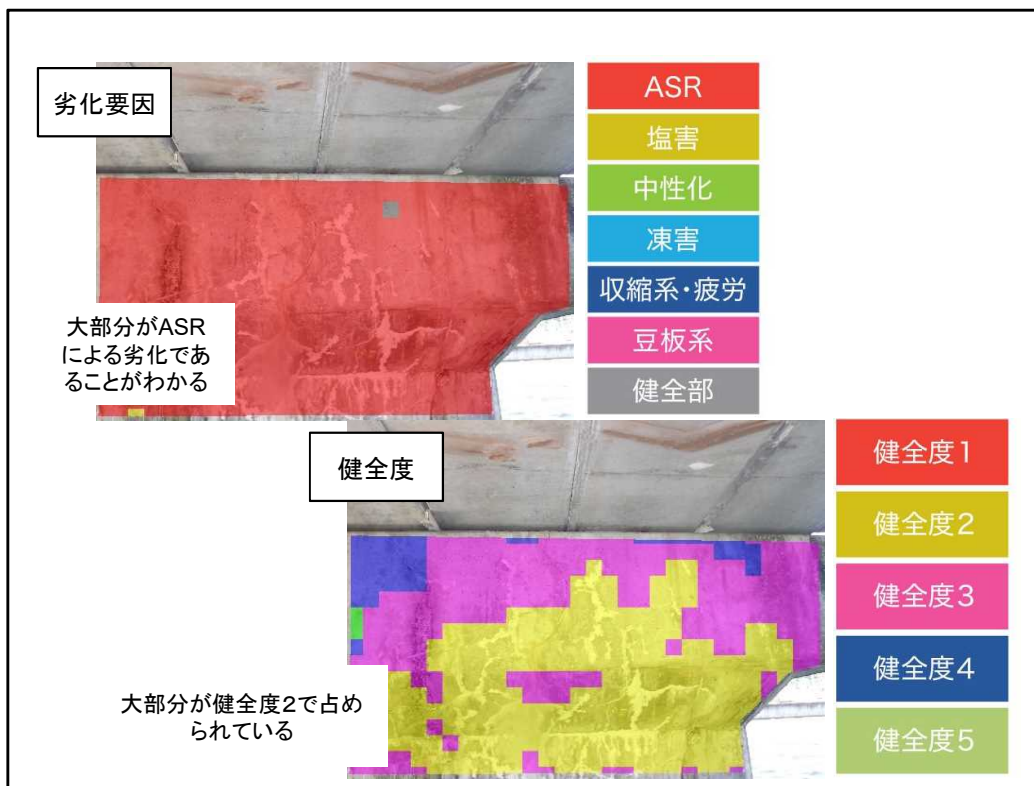 劣化要因
ASR
塩害
中性化
凍害
収縮系・疲労
豆板系
健全部
大部分がASR
による劣化であ
ることがわかる
健全度
健全度1
健全度2
健全度3
健全度4
健全度5
大部分が健全度2で占め
られている